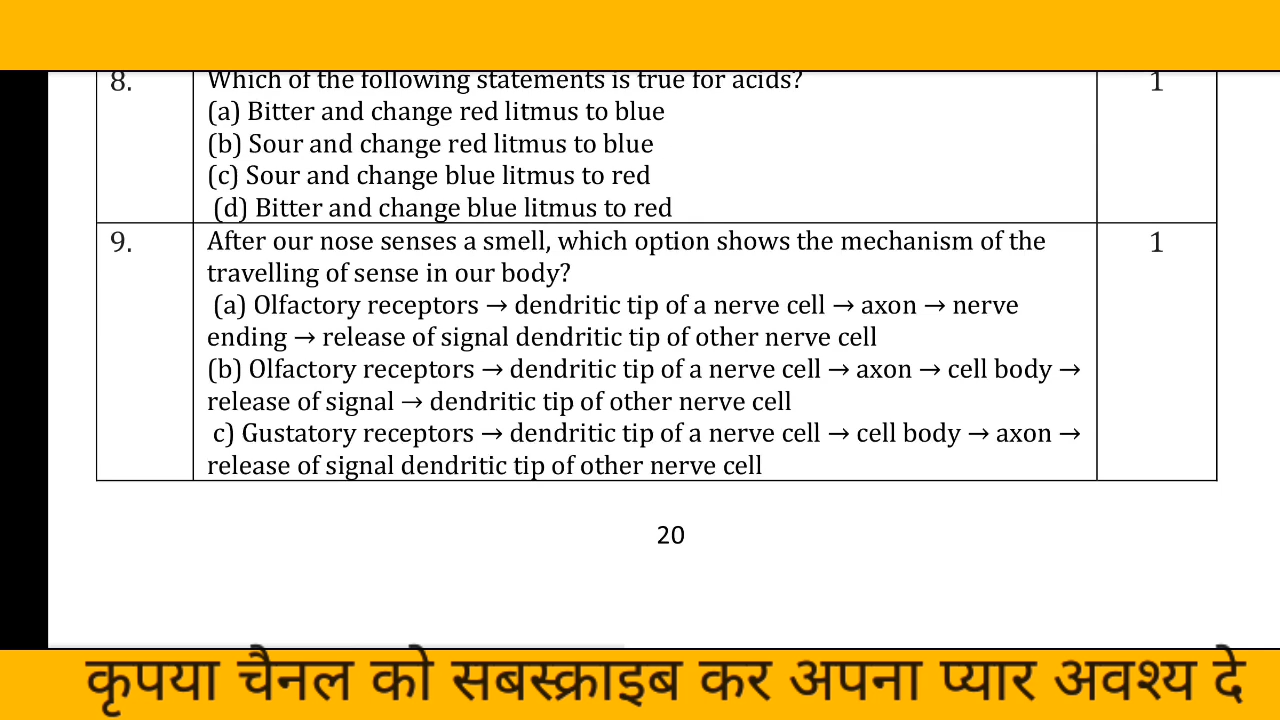 8. Which of the following statements is true for acids? 1
(a) Bitter and change red litmus to blue
(b) Sour and change red litmus to blue
(c) Sour and change blue litmus to red
(d) Bitter and change blue litmus to red
9. After our nose senses a smell, which option shows the mechanism of the 1
travelling of sense in our body?
(a) Olfactory receptors → dendritic tip of a nerve cell → axon → nerve
ending → release of signal dendritic tip of other nerve cell
(b) Olfactory receptors → dendritic tip of a nerve cell → axon → cell body →
release of signal → dendritic tip of other nerve cell
c) Gustatory receptors → dendritic tip of a nerve cell → cell body → axon →
release of signal dendritic tip of other nerve cell
20
कृपया चैनल को सबस्क्राइब कर अपना प्यार अवश्य दे